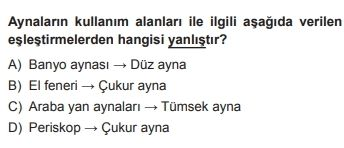 Aynaların kullanım alanları ile ilgili aşağıda verilen
eşleştirmelerden hangisi yanlıştır?
A) Banyo aynası → Düz ayna
B) El feneri → Çukur ayna
C) Araba yan aynaları → Tümsek ayna
D) Periskop → Çukur ayna